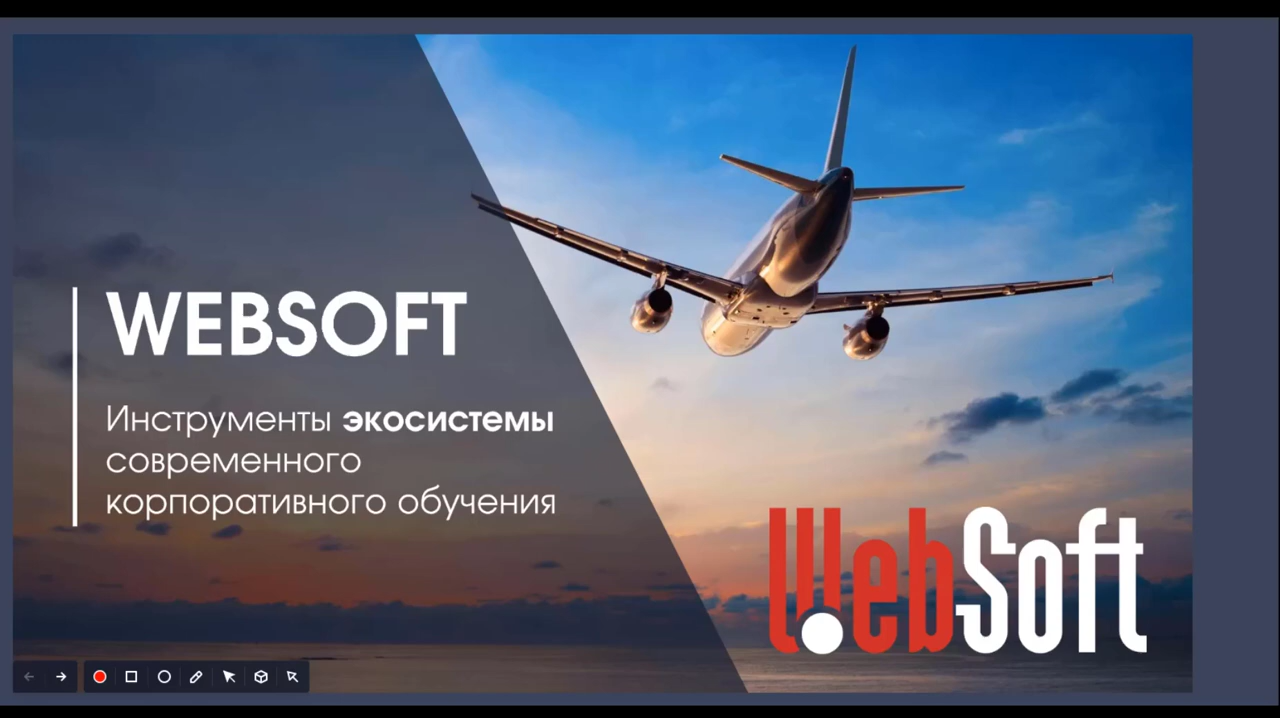 WEBSOFT
Инструменты экосистемы
современного
корпоративного обучения
WebSoft